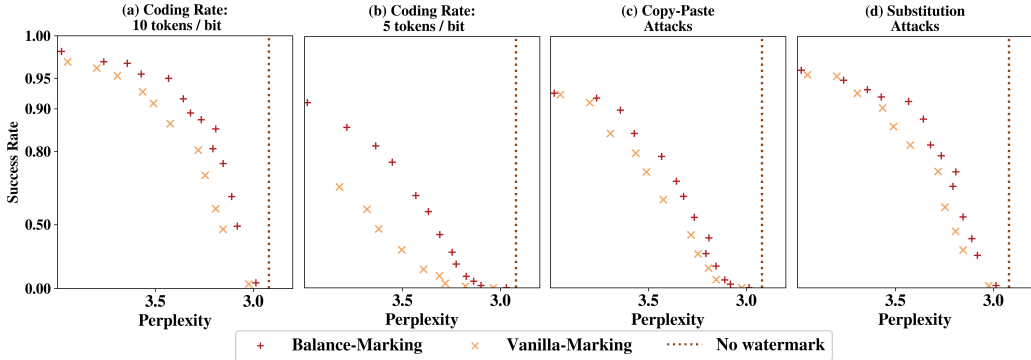 (a) Coding Rate:
10 tokens / bit
(b) Coding Rate:
5 tokens / bit
(c) Copy-Paste
Attacks
(d) Substitution
Attacks
Success Rate
1.00
0.95
0.90
0.80
0.50
0.00
3.5 3.0
3.5 3.0
3.5 3.0
3.5 3.0
Perplexity
Perplexity
Perplexity
Perplexity
Balance-Marking Vanilla-Marking No watermark